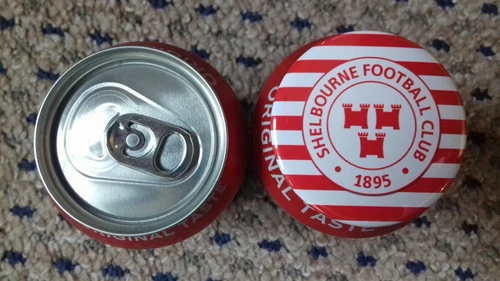 ORIGINAL TASTE
ORIGINAL TASTE
SHELBOURNE FOOTBALL CLUB
1895